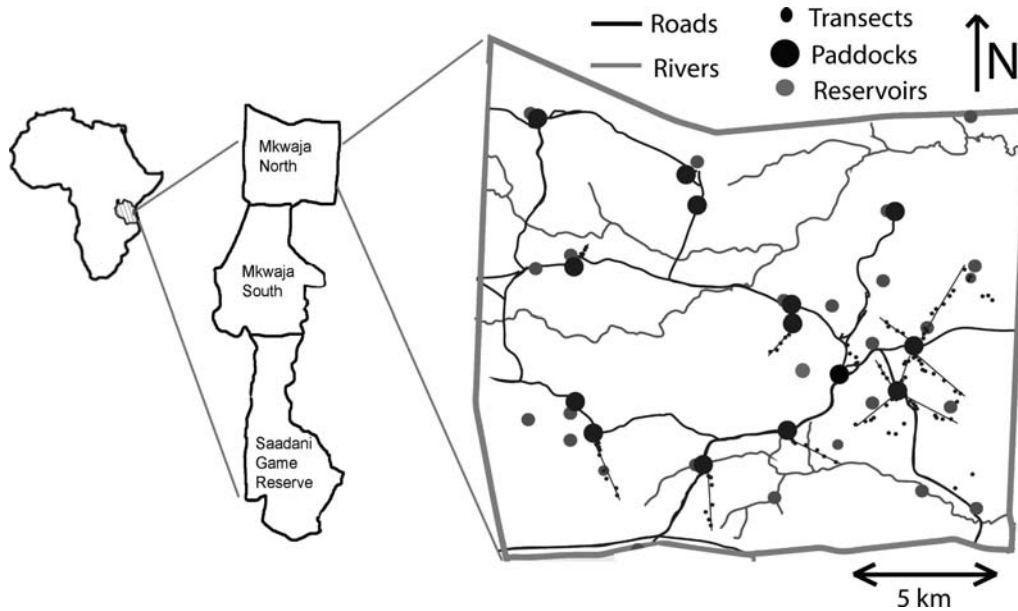 Roads
Rivers
Transects
Paddocks
Reservoirs
N
Mkwaja
North
Mkwaja
South
Saadani
Game
Reserve
5 km